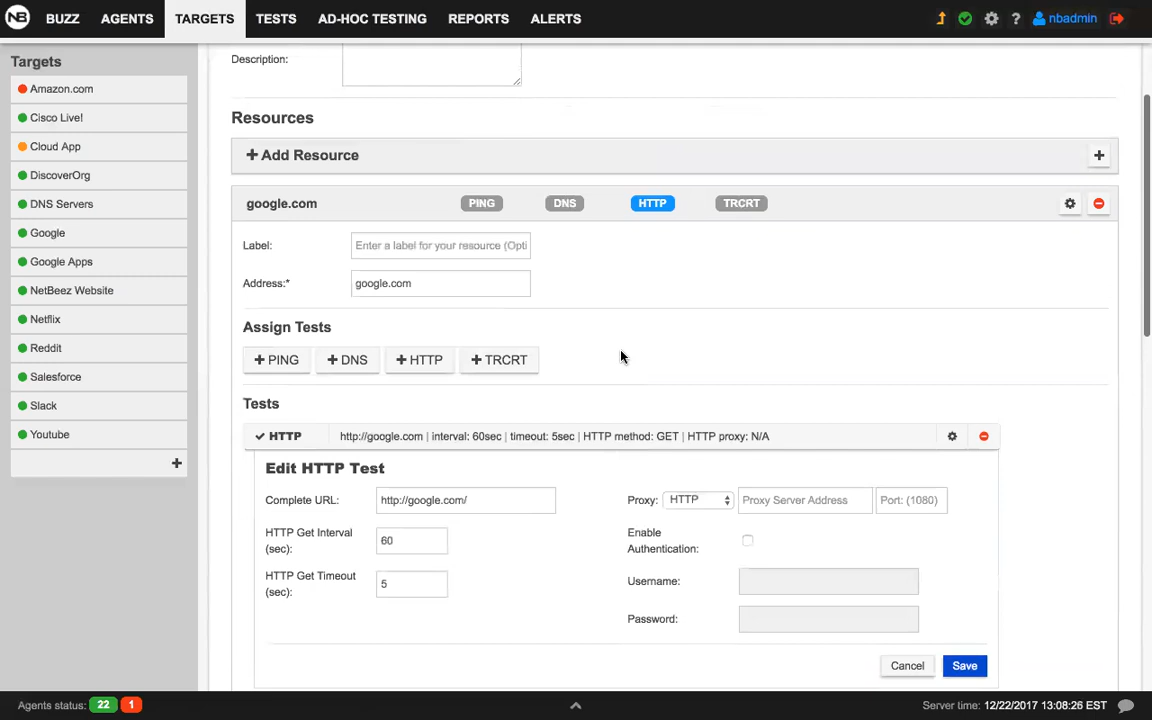 NB BUZZ AGENTS TARGETS TESTS AD-HOC TESTING REPORTS ALERTS ? nbadmin
Targets
Amazon.com
Cisco Live!
Cloud App
DiscoverOrg
DNS Servers
Google
Google Apps
NetBeez Website
Netflix
Reddit
Salesforce
Slack
Youtube
+
Description:
Resources
+ Add Resource +
google.com PING DNS HTTP TRCRT
Label: Enter a label for your resource (Opti
Address:* google.com
Assign Tests
+ PING + DNS + HTTP + TRCRT
Tests
HTTP http://google.com | interval: 60sec | timeout: 5sec | HTTP method: GET | HTTP proxy: N/A
Edit HTTP Test
Complete URL: http://google.com/ Proxy: HTTP Proxy Server Address Port: (1080)
HTTP Get Interval
(sec): 60
Enable
Authentication:
HTTP Get Timeout
(sec): 5
Username:
Password:
Cancel Save
Agents status: 22 1 Server time: 12/22/2017 13:08:26 EST